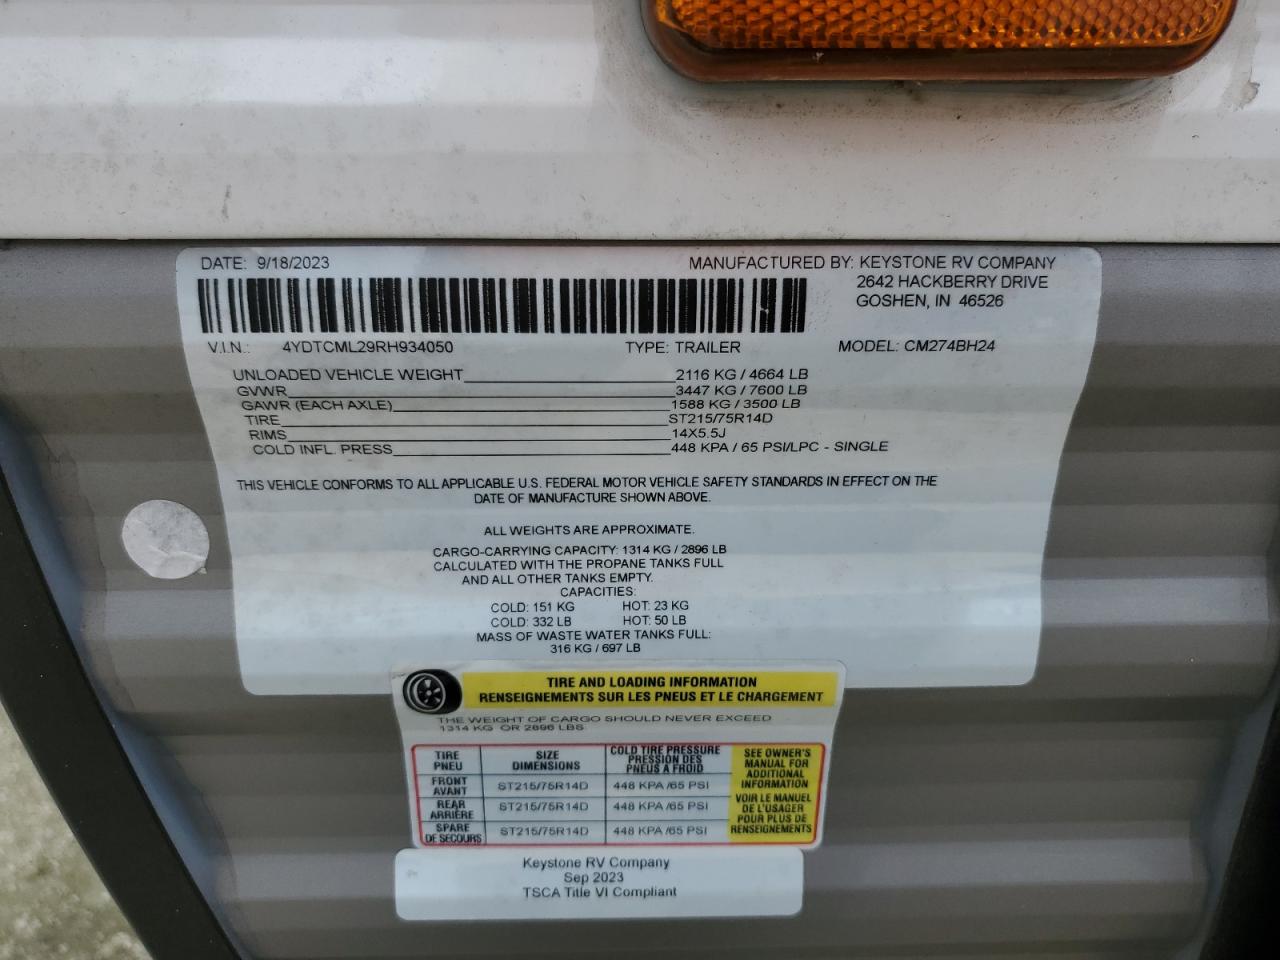 DATE: 9/18/2023 MANUFACTURED BY: KEYSTONE RV COMPANY
2642 HACKBERRY DRIVE
GOSHEN, IN 46526
V.I.N.: 4YDTCML29RH934050 TYPE: TRAILER MODEL: CM274BH24
UNLOADED VEHICLE WEIGHT 2116 KG / 4664 LB
GVWR 3447 KG / 7600 LB
GAWR (EACH AXLE) 1588 KG / 3500 LB
TIRE ST215/75R14D
RIMS 14X5.5J
COLD INFL. PRESS 448 KPA / 65 PSI/LPC - SINGLE
THIS VEHICLE CONFORMS TO ALL APPLICABLE U.S. FEDERAL MOTOR VEHICLE SAFETY STANDARDS IN EFFECT ON THE
DATE OF MANUFACTURE SHOWN ABOVE.
ALL WEIGHTS ARE APPROXIMATE.
CARGO-CARRYING CAPACITY: 1314 KG / 2896 LB
CALCULATED WITH THE PROPANE TANKS FULL
AND ALL OTHER TANKS EMPTY.
CAPACITIES:
COLD: 151 KG HOT: 23 KG
COLD: 332 LB HOT: 50 LB
MASS OF WASTE WATER TANKS FULL:
316 KG / 697 LB
TIRE AND LOADING INFORMATION
RENSEIGNEMENTS SUR LES PNEUS ET LE CHARGEMENT
THE WEIGHT OF CARGO SHOULD NEVER EXCEED
1314 KG OR 2896 LBS
TIRE
PNEU
SIZE
DIMENSIONS
COLD TIRE PRESSURE
PRESSION DES
PNEUS A FROID
FRONT
AVANT
ST215/75R14D
448 KPA /65 PSI
REAR
ARRIÈRE
ST215/75R14D
448 KPA /65 PSI
SPARE
DE SECOURS
ST215/75R14D
448 KPA /65 PSI
SEE OWNER'S
MANUAL FOR
ADDITIONAL
INFORMATION
VOIR LE MANUEL
DE L'USAGER
POUR PLUS DE
RENSEIGNEMENTS
Keystone RV Company
Sep 2023
TSCA Title VI Compliant